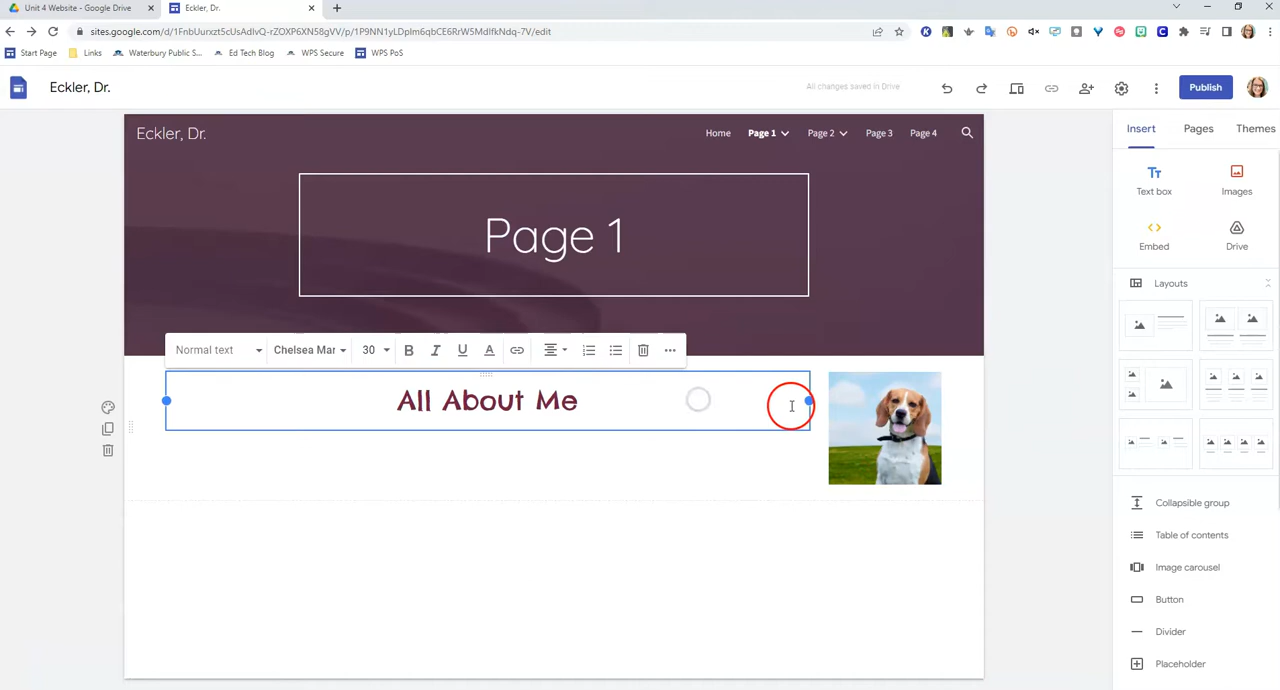 Unit 4 Website - Google Drive
Eckler, Dr.
sites.google.com/d/1FnbUurxzt5cUsAdlvQ-rZOXP6XN58gVV/p/1P9NN1yLDpIm6qbCE6RrW5MdIfkNdq-7V/edit
Start Page
Links
Waterbury Public S...
Ed Tech Blog
WPS Secure
WPS PoS
Eckler, Dr.
All changes saved in Drive
Publish
Eckler, Dr.
Home
Page 1
Page 2
Page 3
Page 4
Page 1
Normal text
Chelsea Mar
30
B I U A
All About Me
Insert
Pages
Themes
Text box
Images
Embed
Drive
Layouts
Collapsible group
Table of contents
Image carousel
Button
Divider
Placeholder